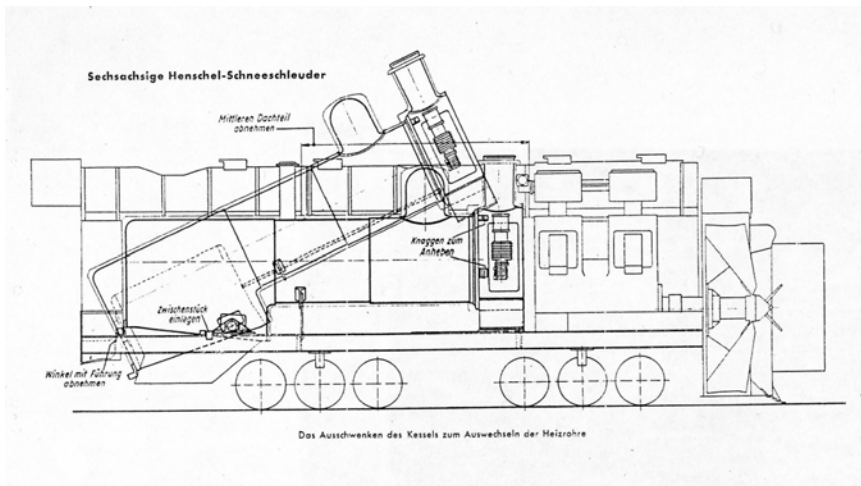 Sechsachsige Henschel-Schneeschleuder
Mittleren Dachteil
abnehmen
Knaggen zum
Anheben
Zwischenstück
einlegen
Winkel mit Führung
abnehmen
Das Ausschwenken des Kessels zum Auswechseln der Heizrohre